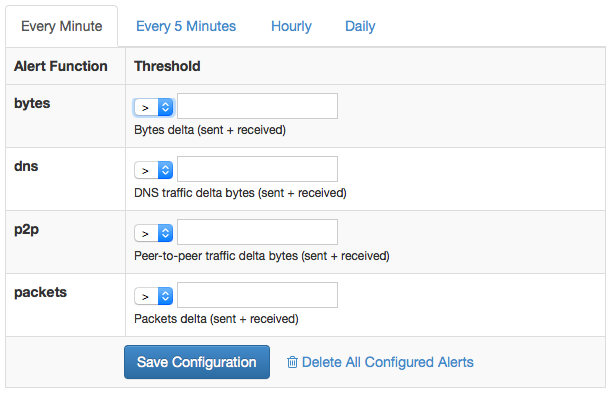 Every Minute Every 5 Minutes Hourly Daily
Alert Function Threshold
bytes
>
Bytes delta (sent + received)
dns
>
DNS traffic delta bytes (sent + received)
p2p
>
Peer-to-peer traffic delta bytes (sent + received)
packets
>
Packets delta (sent + received)
Save Configuration Delete All Configured Alerts